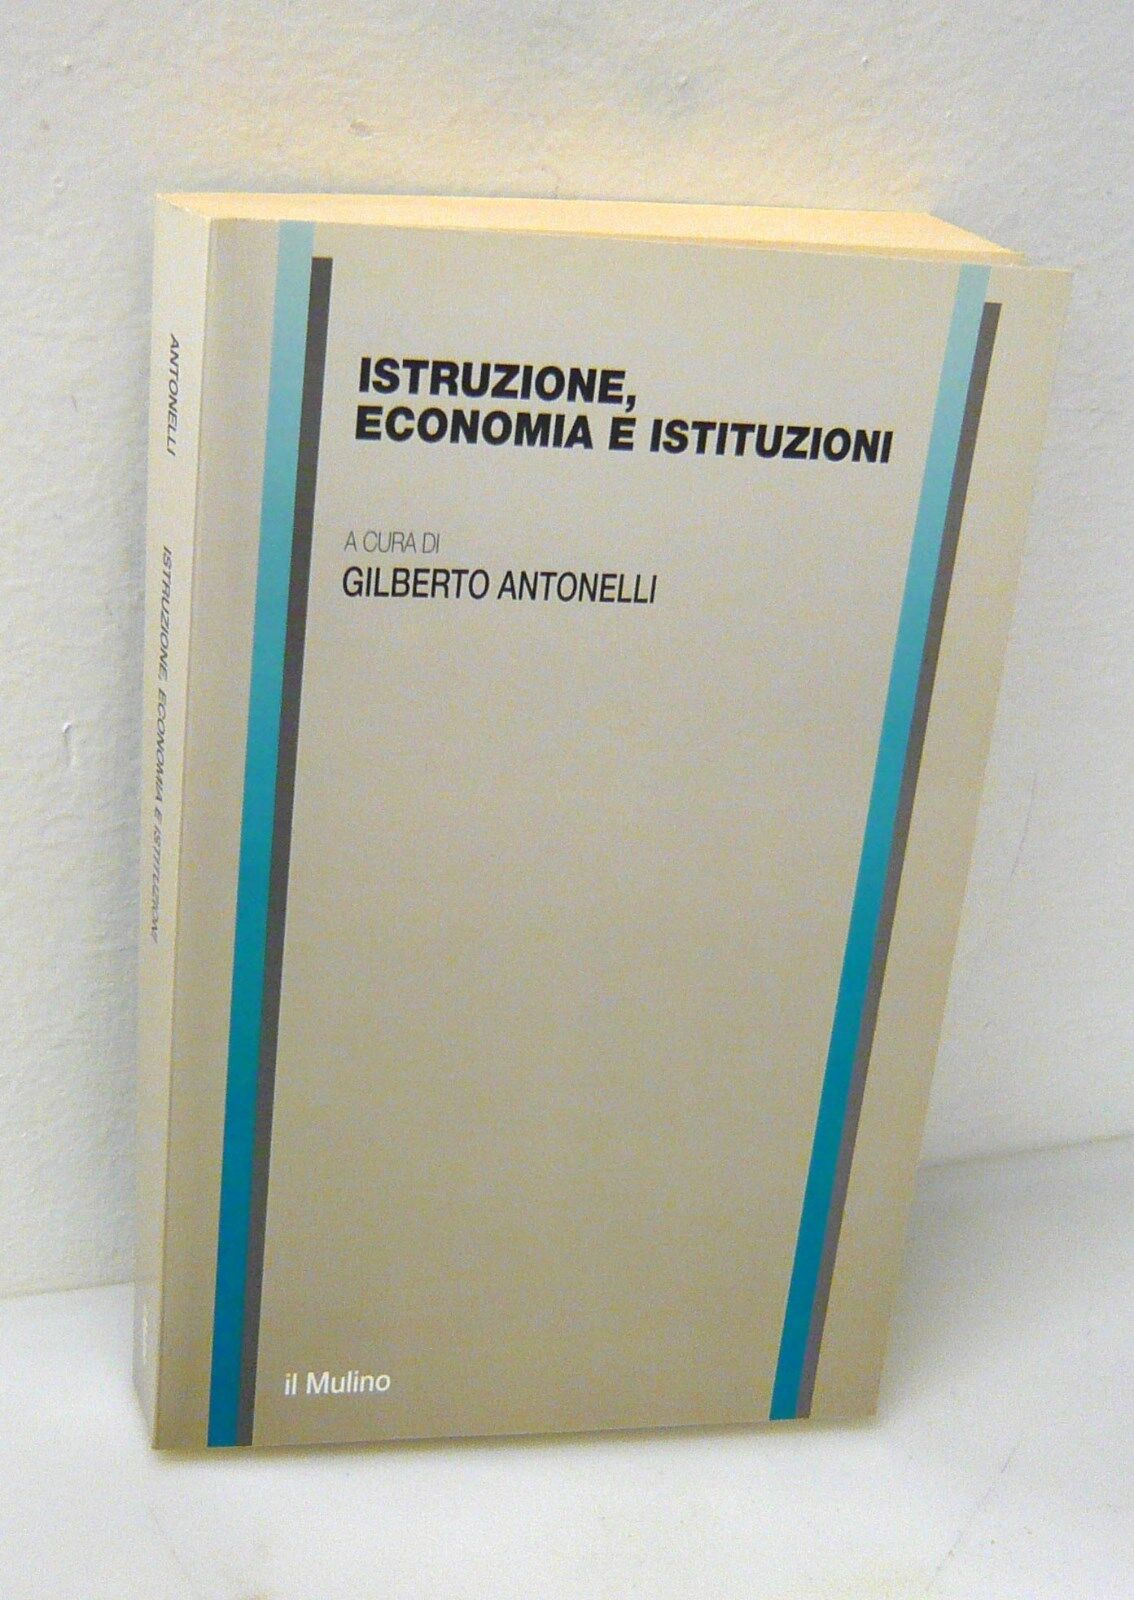 ISTRUZIONE,
ECONOMIA E ISTITUZIONI
A CURA DI
GILBERTO ANTONELLI
il Mulino
ANTONELLI
ISTRUZIONE, ECONOMIA E ISTITUZIONI